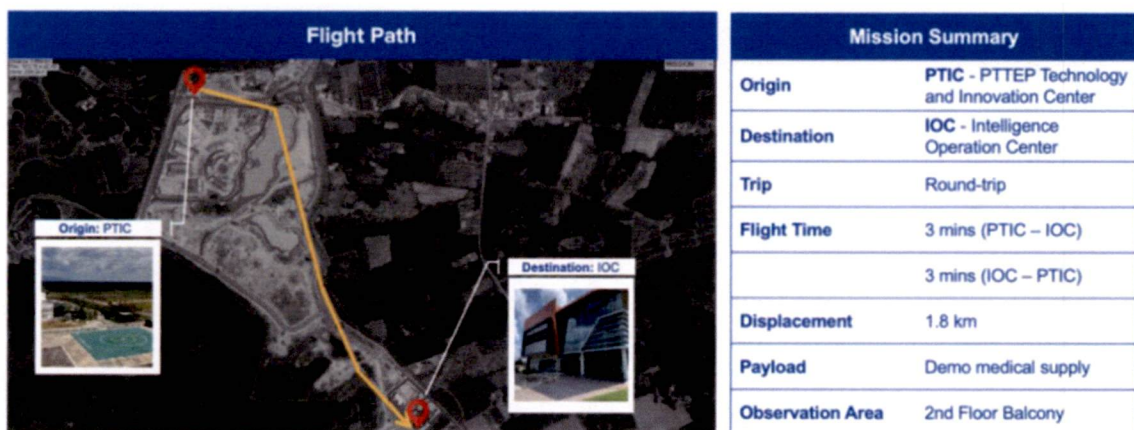 Flight Path
MISSION
Origin: PTIC
Destination: IOC
Mission Summary
Origin
PTIC - PTTEP Technology
and Innovation Center
Destination
IOC - Intelligence
Operation Center
Trip
Round-trip
Flight Time
3 mins (PTIC – IOC)
3 mins (IOC – PTIC)
Displacement
1.8 km
Payload
Demo medical supply
Observation Area
2nd Floor Balcony